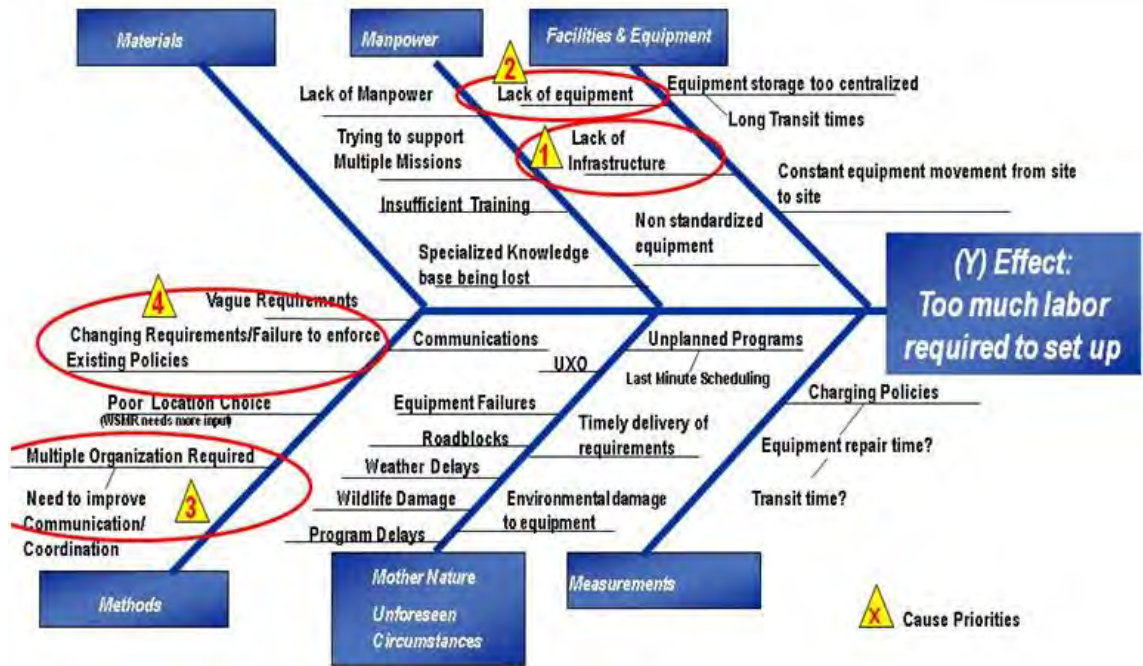 Materials
Manpower
Facilities & Equipment
2
Lack of Manpower
Lack of equipment
Equipment storage too centralized
Long Transit times
Trying to support
Multiple Missions
1
Lack of
Infrastructure
Constant equipment movement from site
to site
Insufficient Training
Non standardized
equipment
Specialized Knowledge
base being lost
(Y) Effect:
Too much labor
required to set up
4
Vague Requirements
Changing Requirements/Failure to enforce
Existing Policies
Communications
UXO
Unplanned Programs
Last Minute Scheduling
Poor Location Choice
(WSMR needs more input)
Equipment Failures
Charging Policies
Roadblocks
Timely delivery of
requirements
Equipment repair time?
Multiple Organization Required
Weather Delays
Need to improve
Communication/
Coordination
3
Wildlife Damage
Environmental damage
to equipment
Transit time?
Program Delays
Methods
Mother Nature
Unforeseen
Circumstances
Measurements
x
Cause Priorities